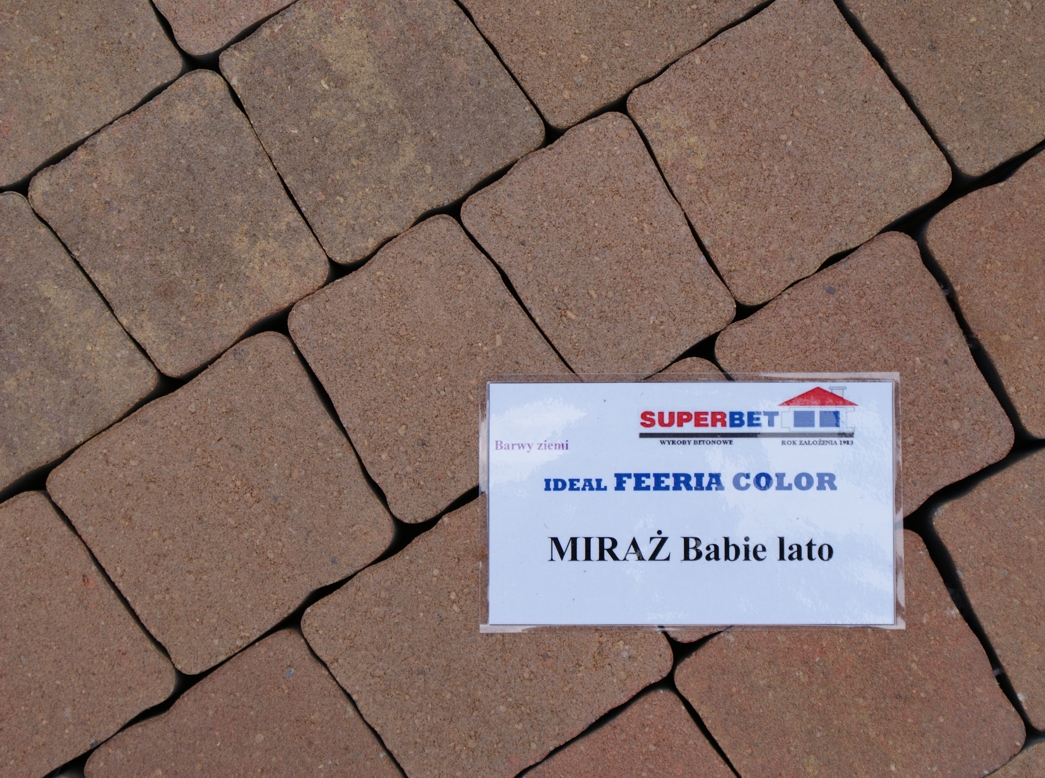 SUPERBET
WYROBY BETONOWE ROK ZAŁOŻENIA 1983
Barwy ziemi
IDEAL FEERIA COLOR
MIRAŻ Babie lato